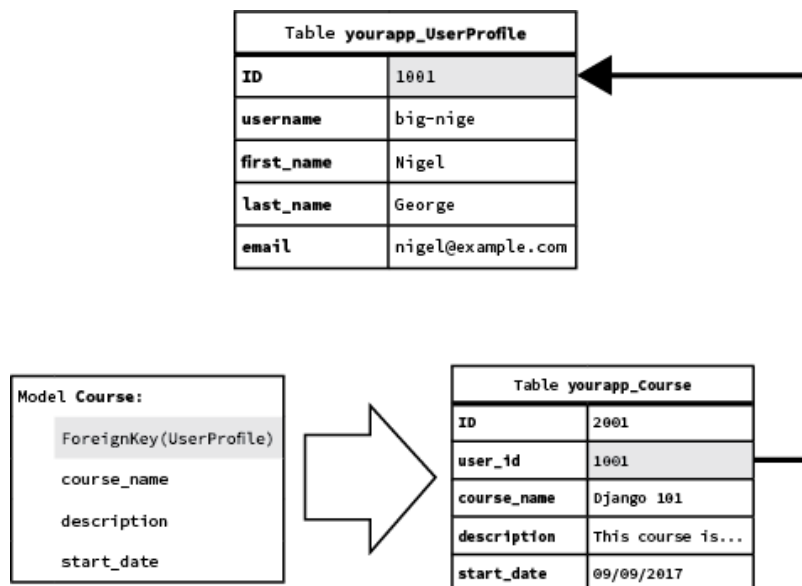 Table yourapp_UserProfile
ID 1001
username big-nige
first_name Nigel
last_name George
email nigel@example.com
Model Course:
ForeignKey(UserProfile)
course_name
description
start_date
Table yourapp_Course
ID 2001
user_id 1001
course_name Django 101
description This course is...
start_date 09/09/2017